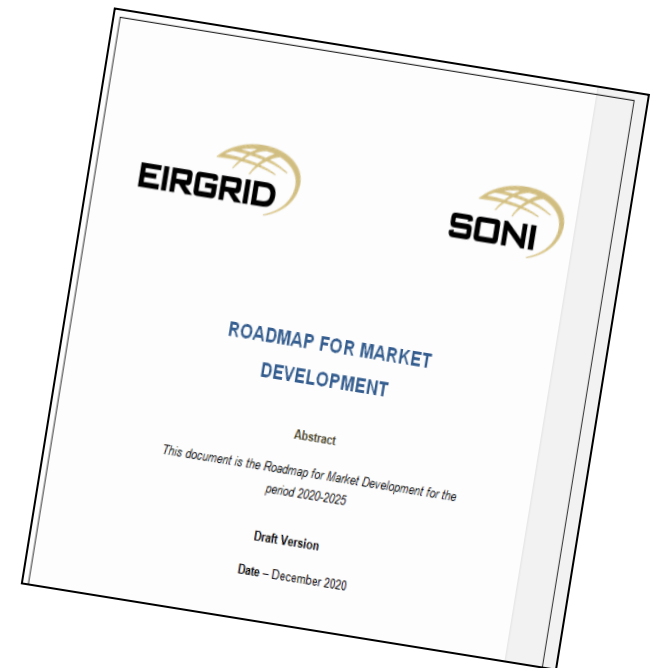 EIRGRID
SONI
ROADMAP FOR MARKET
DEVELOPMENT
Abstract
This document is the Roadmap for Market Development for the
period 2020-2025
Draft Version
Date – December 2020